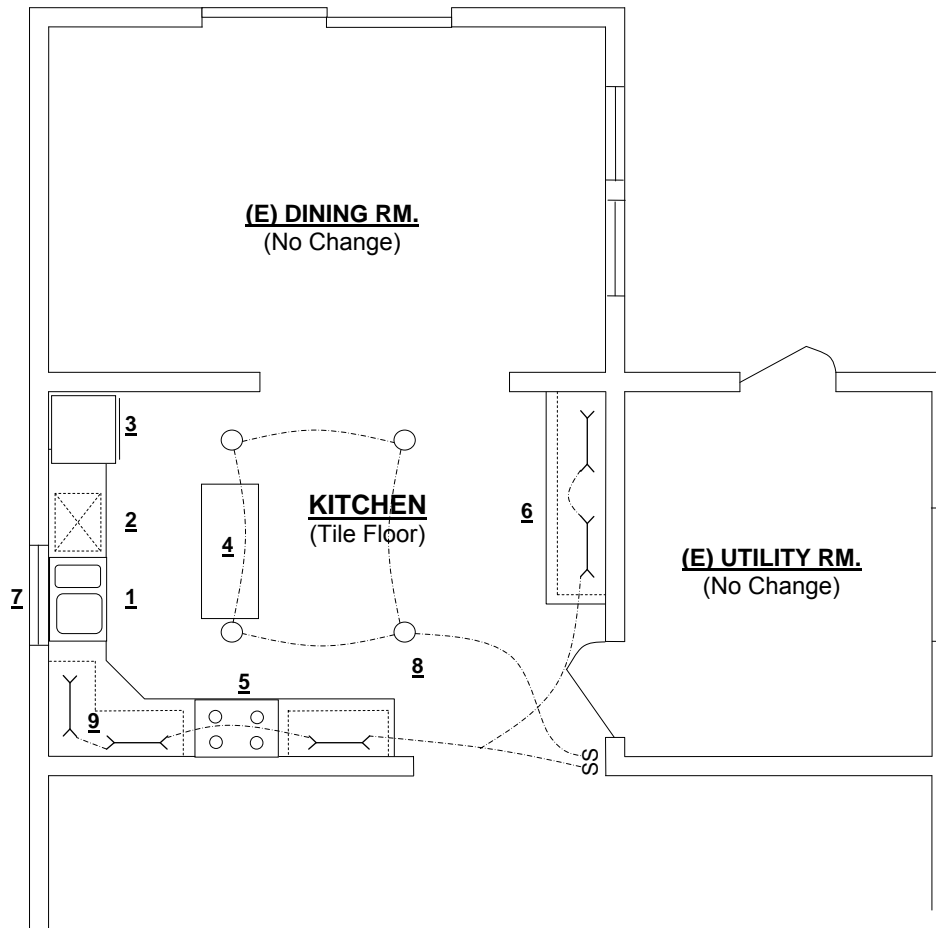 (E) DINING RM.
(No Change)
3
KITCHEN
(Tile Floor)
2
6
4
(E) UTILITY RM.
(No Change)
7
1
8
5
9
SS